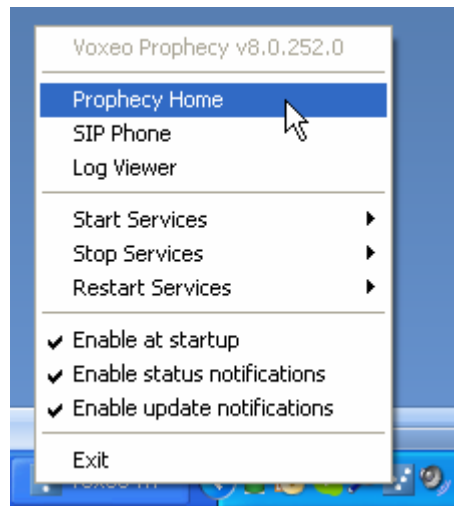 Voxeo Prophecy v8.0.252.0
Prophecy Home
SIP Phone
Log Viewer
Start Services
Stop Services
Restart Services
Enable at startup
Enable status notifications
Enable update notifications
Exit